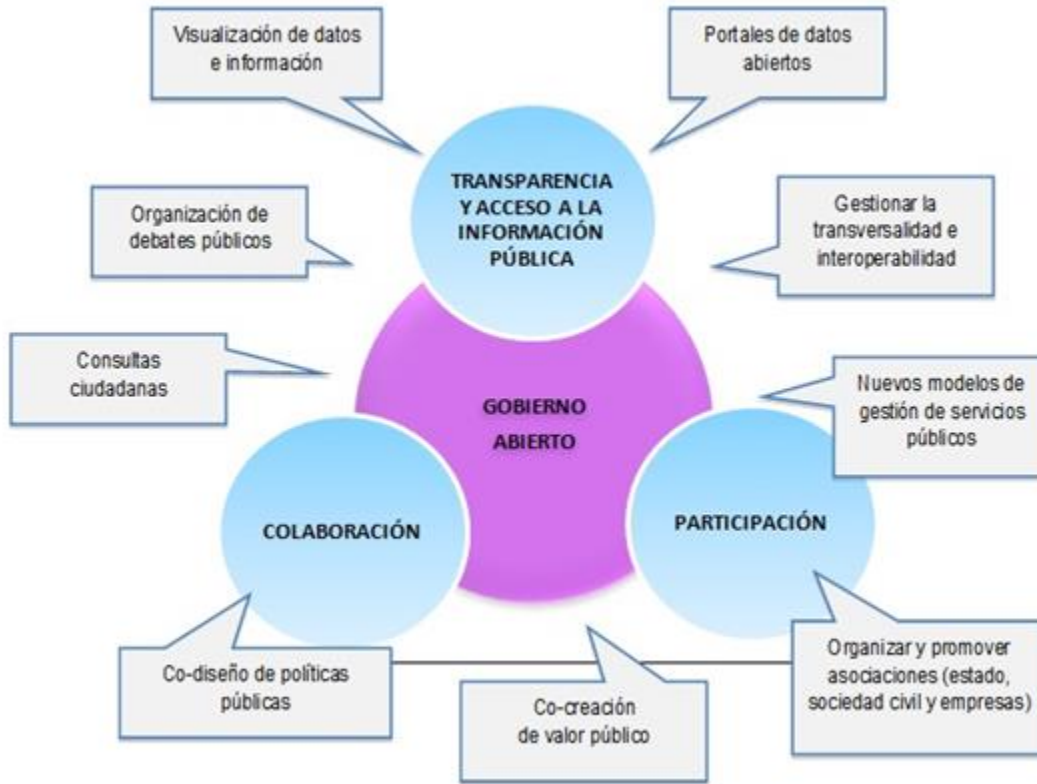 Visualización de datos
e información
Portales de datos
abiertos
TRANSPARENCIA
Y ACCESO A LA
INFORMACIÓN
PÚBLICA
Organización de
debates públicos
Gestionar la
transversalidad e
interoperabilidad
Consultas
ciudadanas
GOBIERNO
ABIERTO
Nuevos modelos de
gestión de servicios
públicos
COLABORACIÓN
PARTICIPACIÓN
Co-diseño de políticas
públicas
Co-creación
de valor público
Organizar y promover
asociaciones (estado,
sociedad civil y empresas)